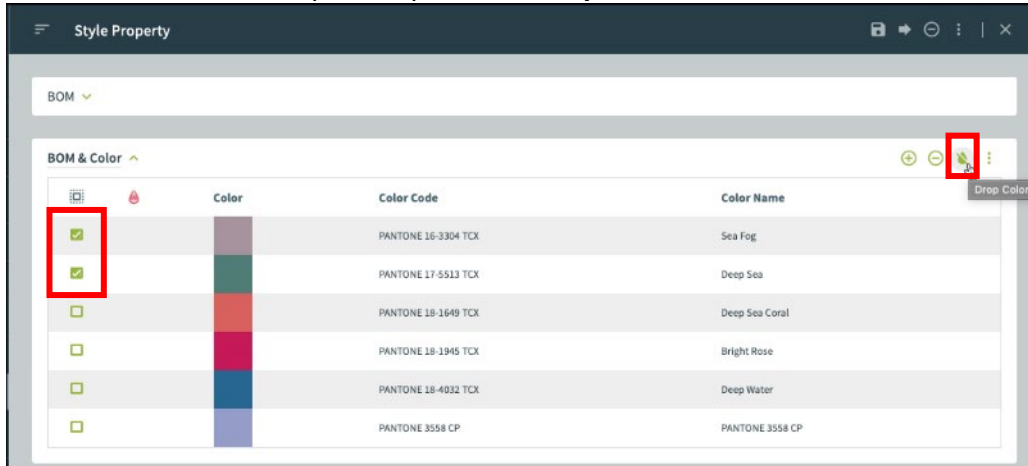 Style Property
BOM
BOM & Color
Drop Color
Color Color Code Color Name
PANTONE 16-3304 TCX Sea Fog
PANTONE 17-5513 TCX Deep Sea
PANTONE 18-1649 TCX Deep Sea Coral
PANTONE 18-1945 TCX Bright Rose
PANTONE 18-4032 TCX Deep Water
PANTONE 3558 CP PANTONE 3558 CP